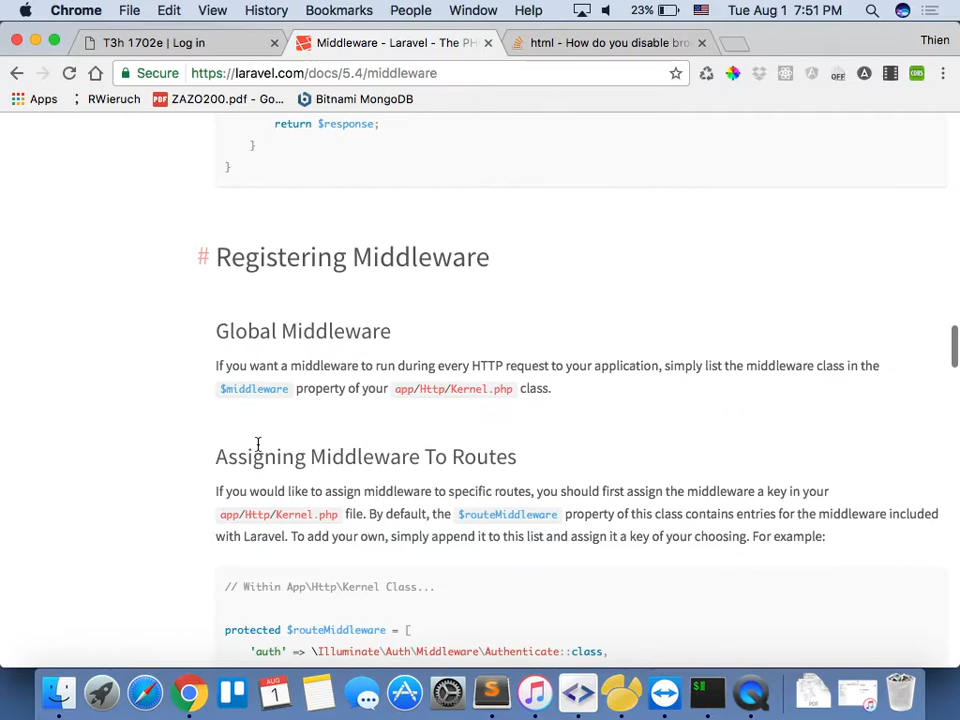 Chrome File Edit View History Bookmarks People Window Help 23% Tue Aug 1 7:51 PM
T3h 1702e | Log in
Middleware - Laravel - The PH
html - How do you disable bro
Thien
Secure https://laravel.com/docs/5.4/middleware
OFF
CORS
Apps RWieruch ZAZO200.pdf - Go... Bitnami MongoDB
return $response;
}
}
# Registering Middleware
Global Middleware
If you want a middleware to run during every HTTP request to your application, simply list the middleware class in the
$middleware property of your app/Http/Kernel.php class.
Assigning Middleware To Routes
If you would like to assign middleware to specific routes, you should first assign the middleware a key in your
app/Http/Kernel.php file. By default, the $routeMiddleware property of this class contains entries for the middleware included
with Laravel. To add your own, simply append it to this list and assign it a key of your choosing. For example:
// Within App\Http\Kernel Class...
protected $routeMiddleware = [
'auth' => \Illuminate\Auth\Middleware\Authenticate::class,
AUG
1
PDF